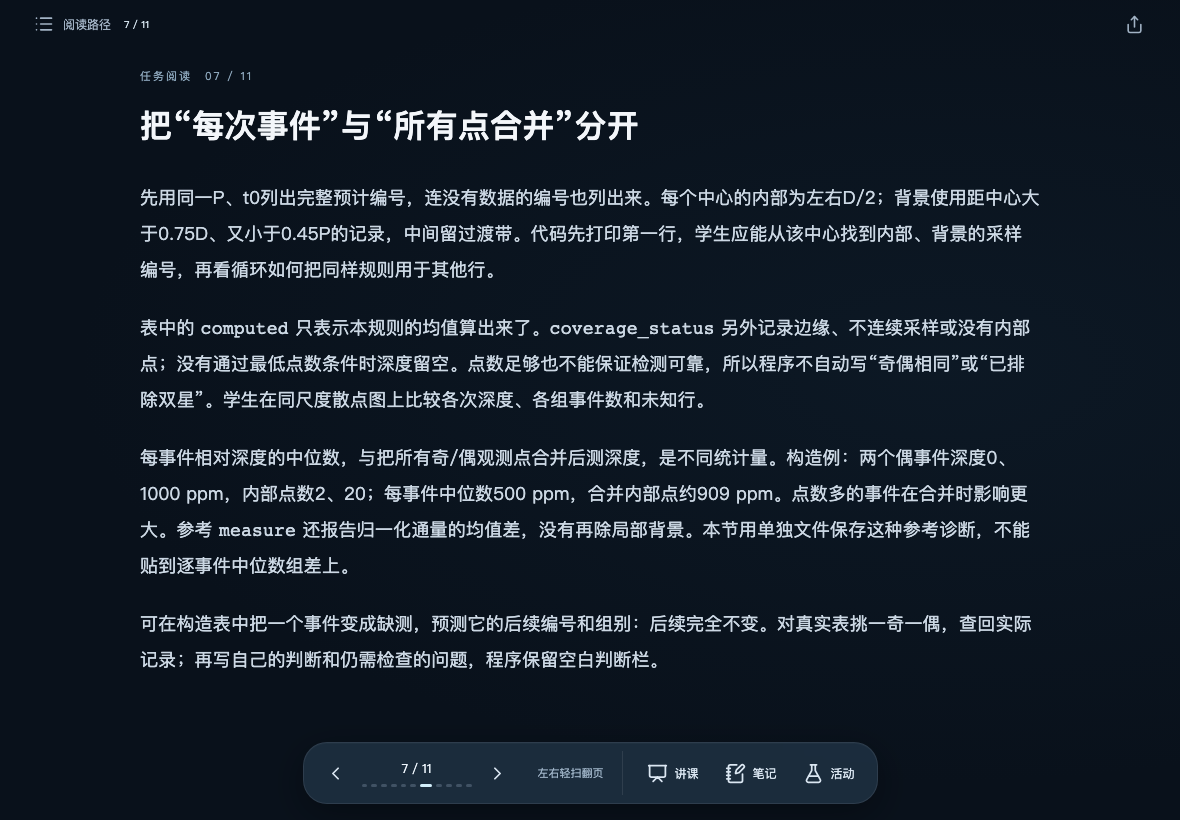 阅读路径 7 / 11
任务阅读 07 / 11
把“每次事件”与“所有点合并”分开
先用同一P、t0列出完整预计编号，连没有数据的编号也列出来。每个中心的内部为左右D/2；背景使用距中心大
于0.75D、又小于0.45P的记录，中间留过渡带。代码先打印第一行，学生应能从该中心找到内部、背景的采样
编号，再看循环如何把同样规则用于其他行。
表中的 computed 只表示本规则的均值算出来了。coverage_status 另外记录边缘、不连续采样或没有内部
点；没有通过最低点数条件时深度留空。点数足够也不能保证检测可靠，所以程序不自动写“奇偶相同”或“已排
除双星”。学生在同尺度散点图上比较各次深度、各组事件数和未知行。
每事件相对深度的中位数，与把所有奇/偶观测点合并后测深度，是不同统计量。构造例：两个偶事件深度0、
1000 ppm，内部点数2、20；每事件中位数500 ppm，合并内部点约909 ppm。点数多的事件在合并时影响更
大。参考 measure 还报告归一化通量的均值差，没有再除局部背景。本节用单独文件保存这种参考诊断，不能
贴到逐事件中位数组差上。
可在构造表中把一个事件变成缺测，预测它的后续编号和组别：后续完全不变。对真实表挑一奇一偶，查回实际
记录；再写自己的判断和仍需检查的问题，程序保留空白判断栏。
7 / 11
左右轻扫翻页
讲课
笔记
活动